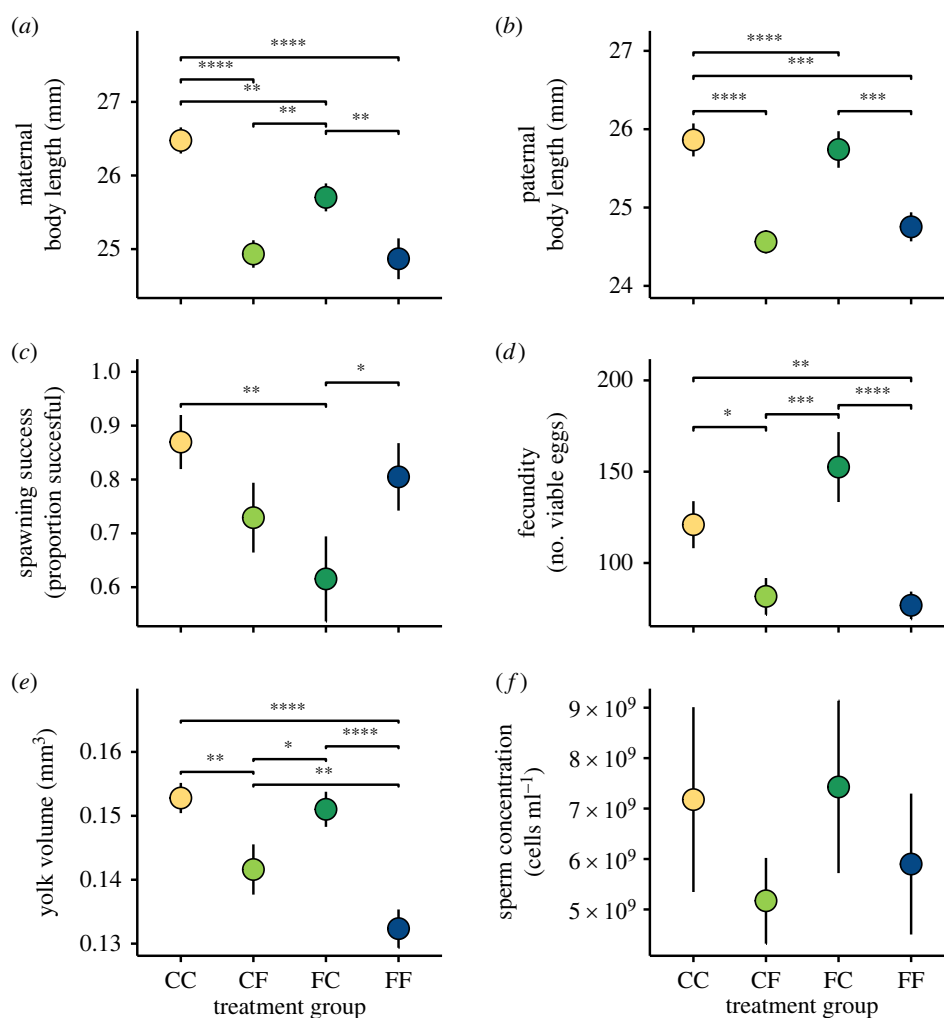 (a)
maternal
body length (mm)
27
26
25
****
****
**
**
**
(b)
paternal
body length (mm)
27
26
25
24
****
***
****
***
(c)
spawning success
(proportion succesful)
1.0
0.9
0.8
0.7
0.6
*
**
(d)
fecundity
(no. viable eggs)
200
150
100
**
***
****
*
(e)
yolk volume (mm³)
0.16
0.15
0.14
0.13
****
*
****
**
**
CC CF FC FF
treatment group
(f)
sperm concentration
(cells ml⁻¹)
9 × 10⁹
8 × 10⁹
7 × 10⁹
6 × 10⁹
5 × 10⁹
CC CF FC FF
treatment group